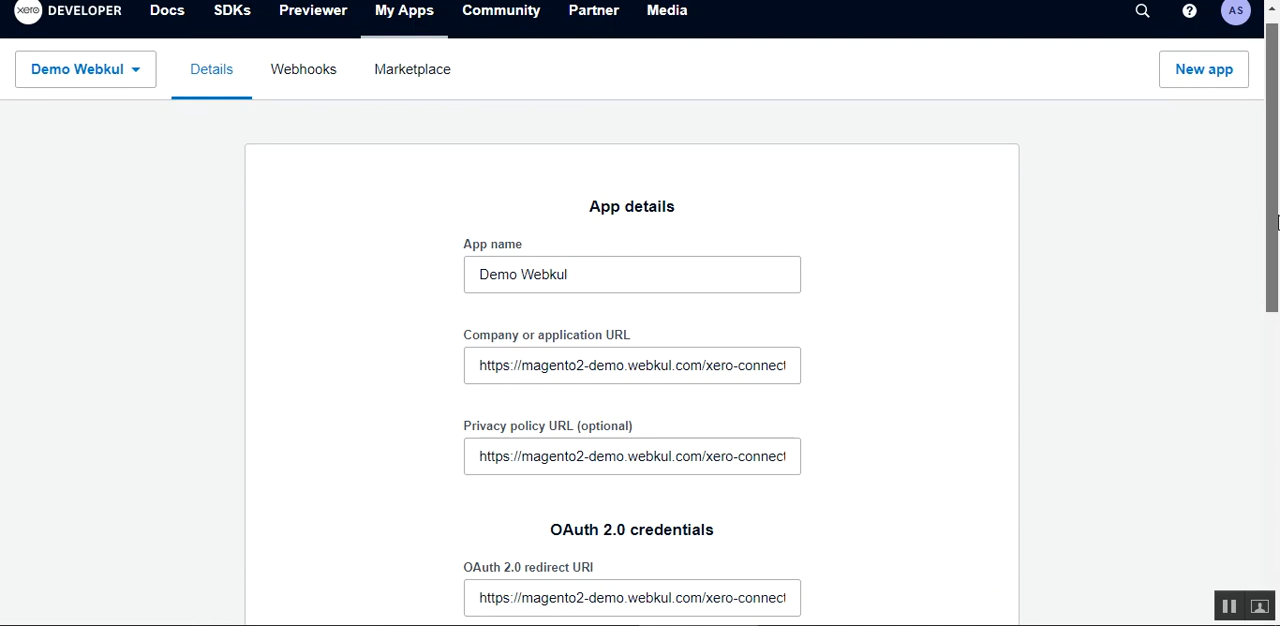 xero DEVELOPER Docs SDKs Previewer My Apps Community Partner Media ? AS
Demo Webkul Details Webhooks Marketplace New app
App details
App name
Demo Webkul
Company or application URL
https://magento2-demo.webkul.com/xero-connect
Privacy policy URL (optional)
https://magento2-demo.webkul.com/xero-connect
OAuth 2.0 credentials
OAuth 2.0 redirect URI
https://magento2-demo.webkul.com/xero-connect